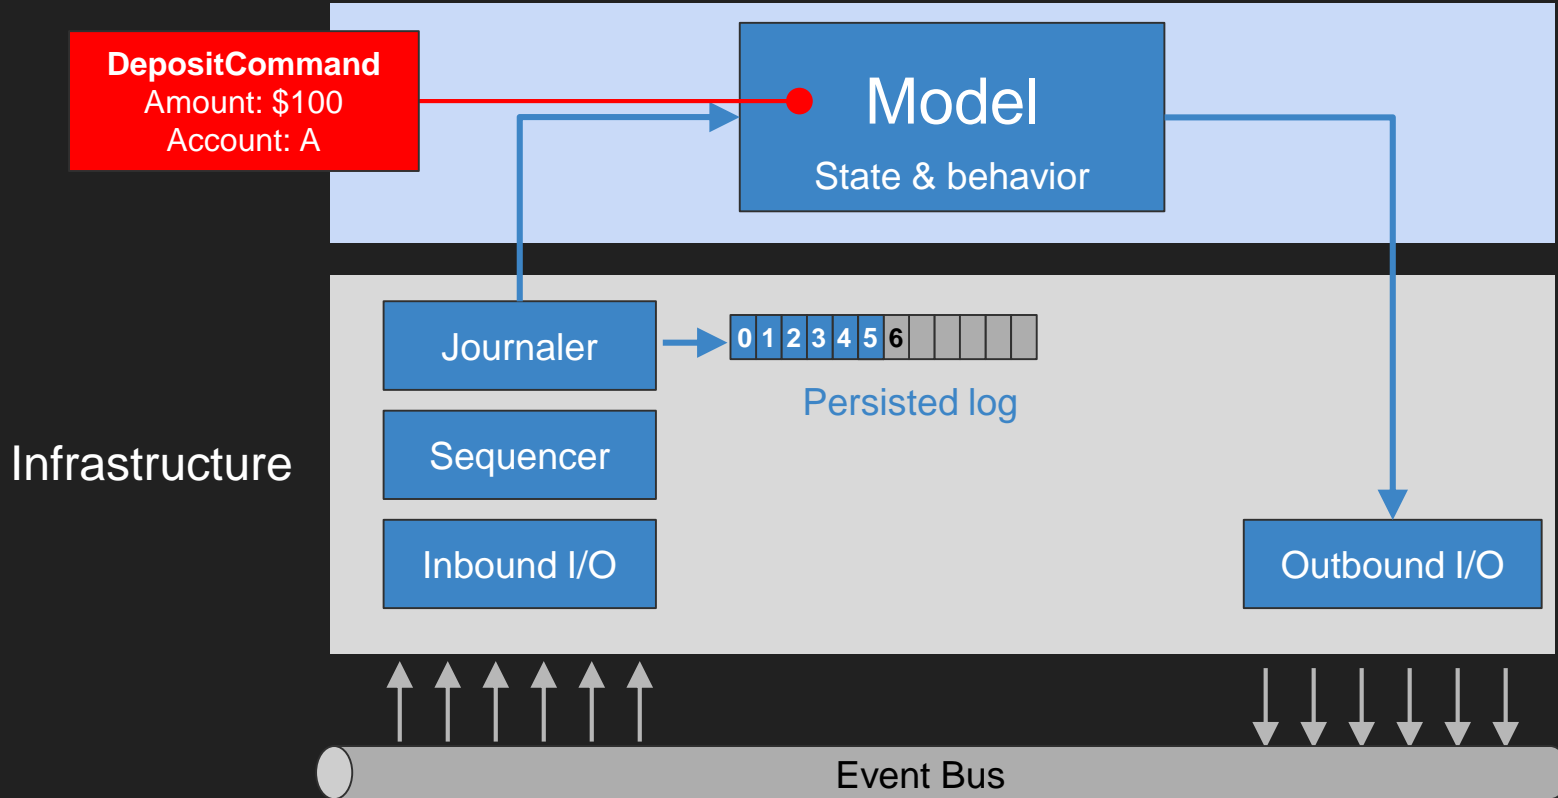 DepositCommand
Amount: $100
Account: A
Model
State & behavior
Journaler
0 1 2 3 4 5 6
Persisted log
Sequencer
Infrastructure
Inbound I/O
Outbound I/O
Event Bus